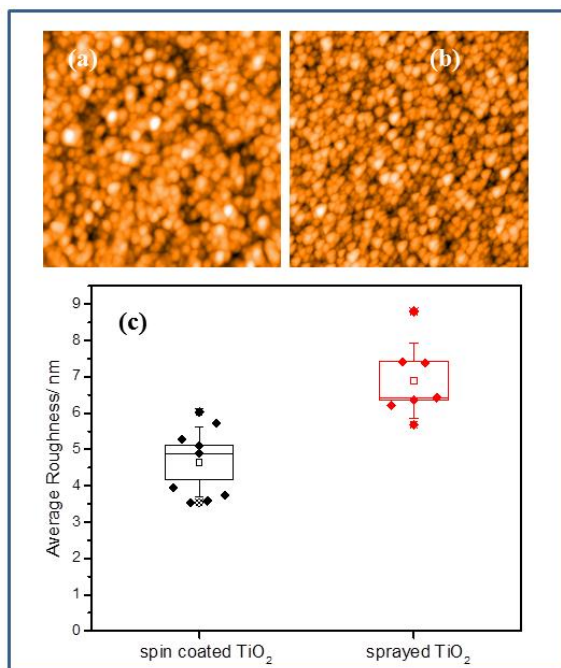 (a)
(b)
(c)
9
8
7
6
5
4
3
2
1
0
Average Roughness/ nm
spin coated TiO₂
sprayed TiO₂